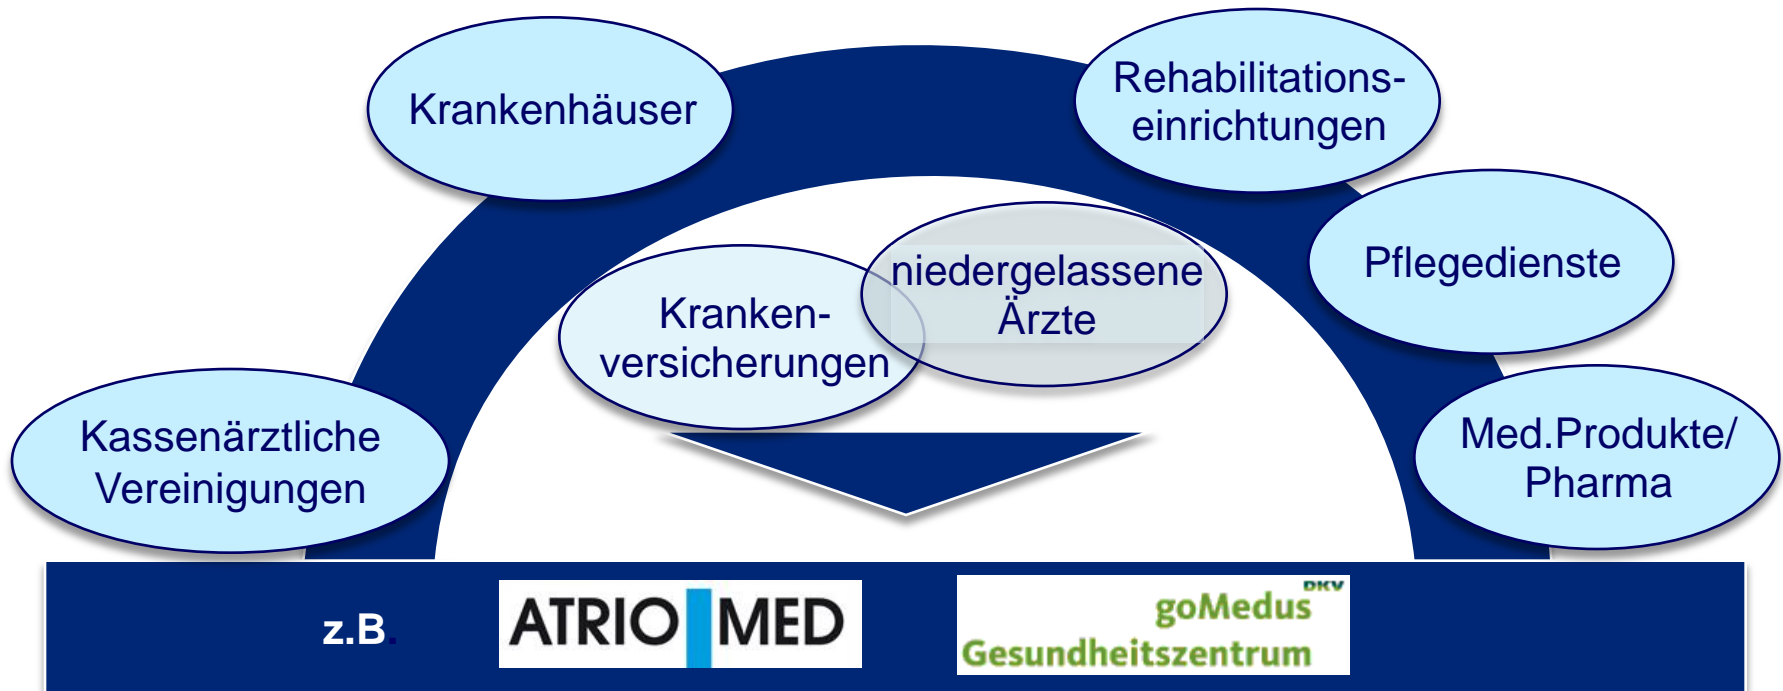 Krankenhäuser
Rehabilitations-
einrichtungen
Pflegedienste
niedergelassene
Ärzte
Kranken-
versicherungen
Kassenärztliche
Vereinigungen
Med.Produkte/
Pharma
z.B.
ATRIO MED
DKV
goMedus
Gesundheitszentrum